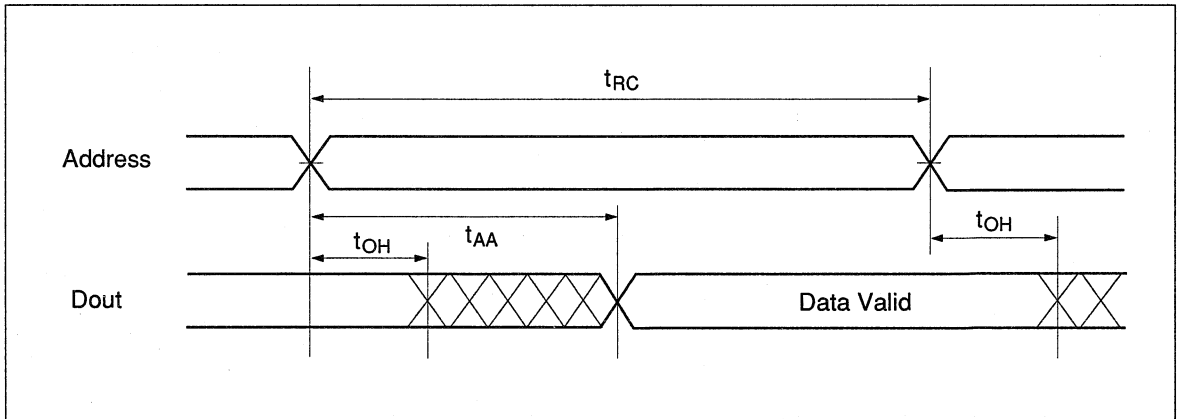 tRC
Address
tAA
tOH
tOH
Dout
Data Valid